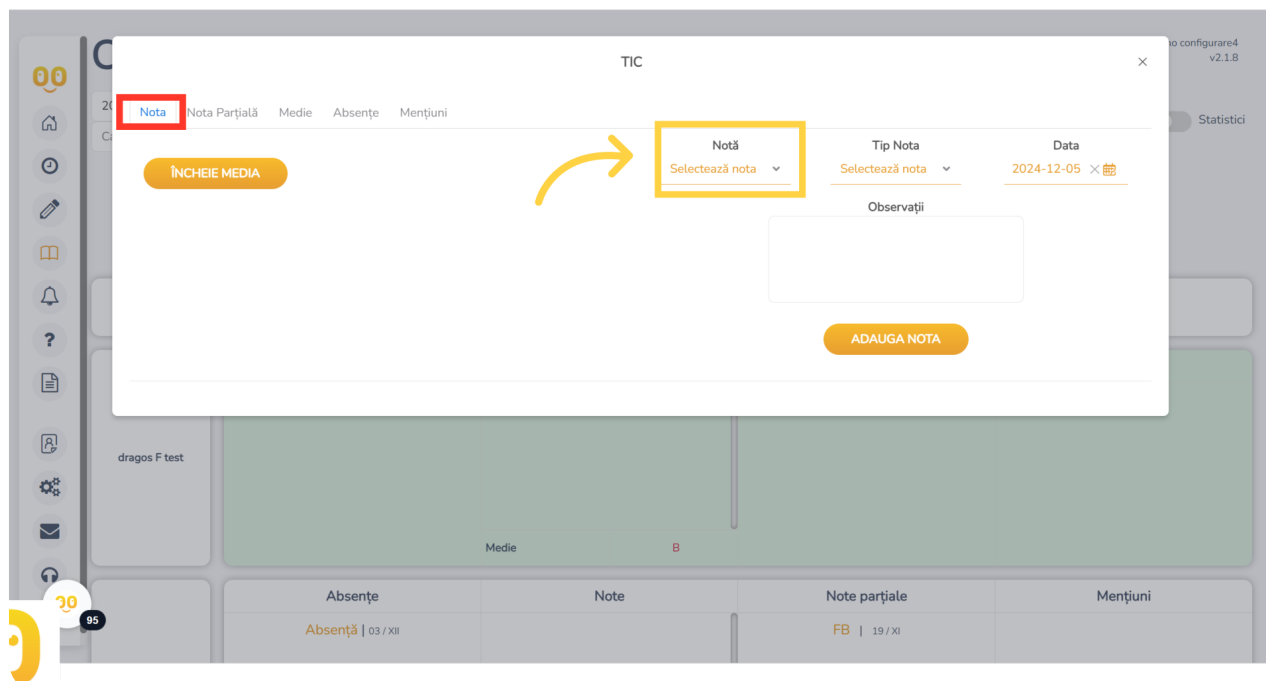 no configurare4
v2.1.8
TIC
Nota Nota Parțială Medie Absențe Mențiuni
Statistici
ÎNCHEIE MEDIA
Notă Tip Nota Data
Selectează nota Selectează nota 2024-12-05
Observații
ADAUGA NOTA
dragos F test
Medie B
Absențe Note Note parțiale Mențiuni
Absență | 03 / XII FB | 19 / XI
95